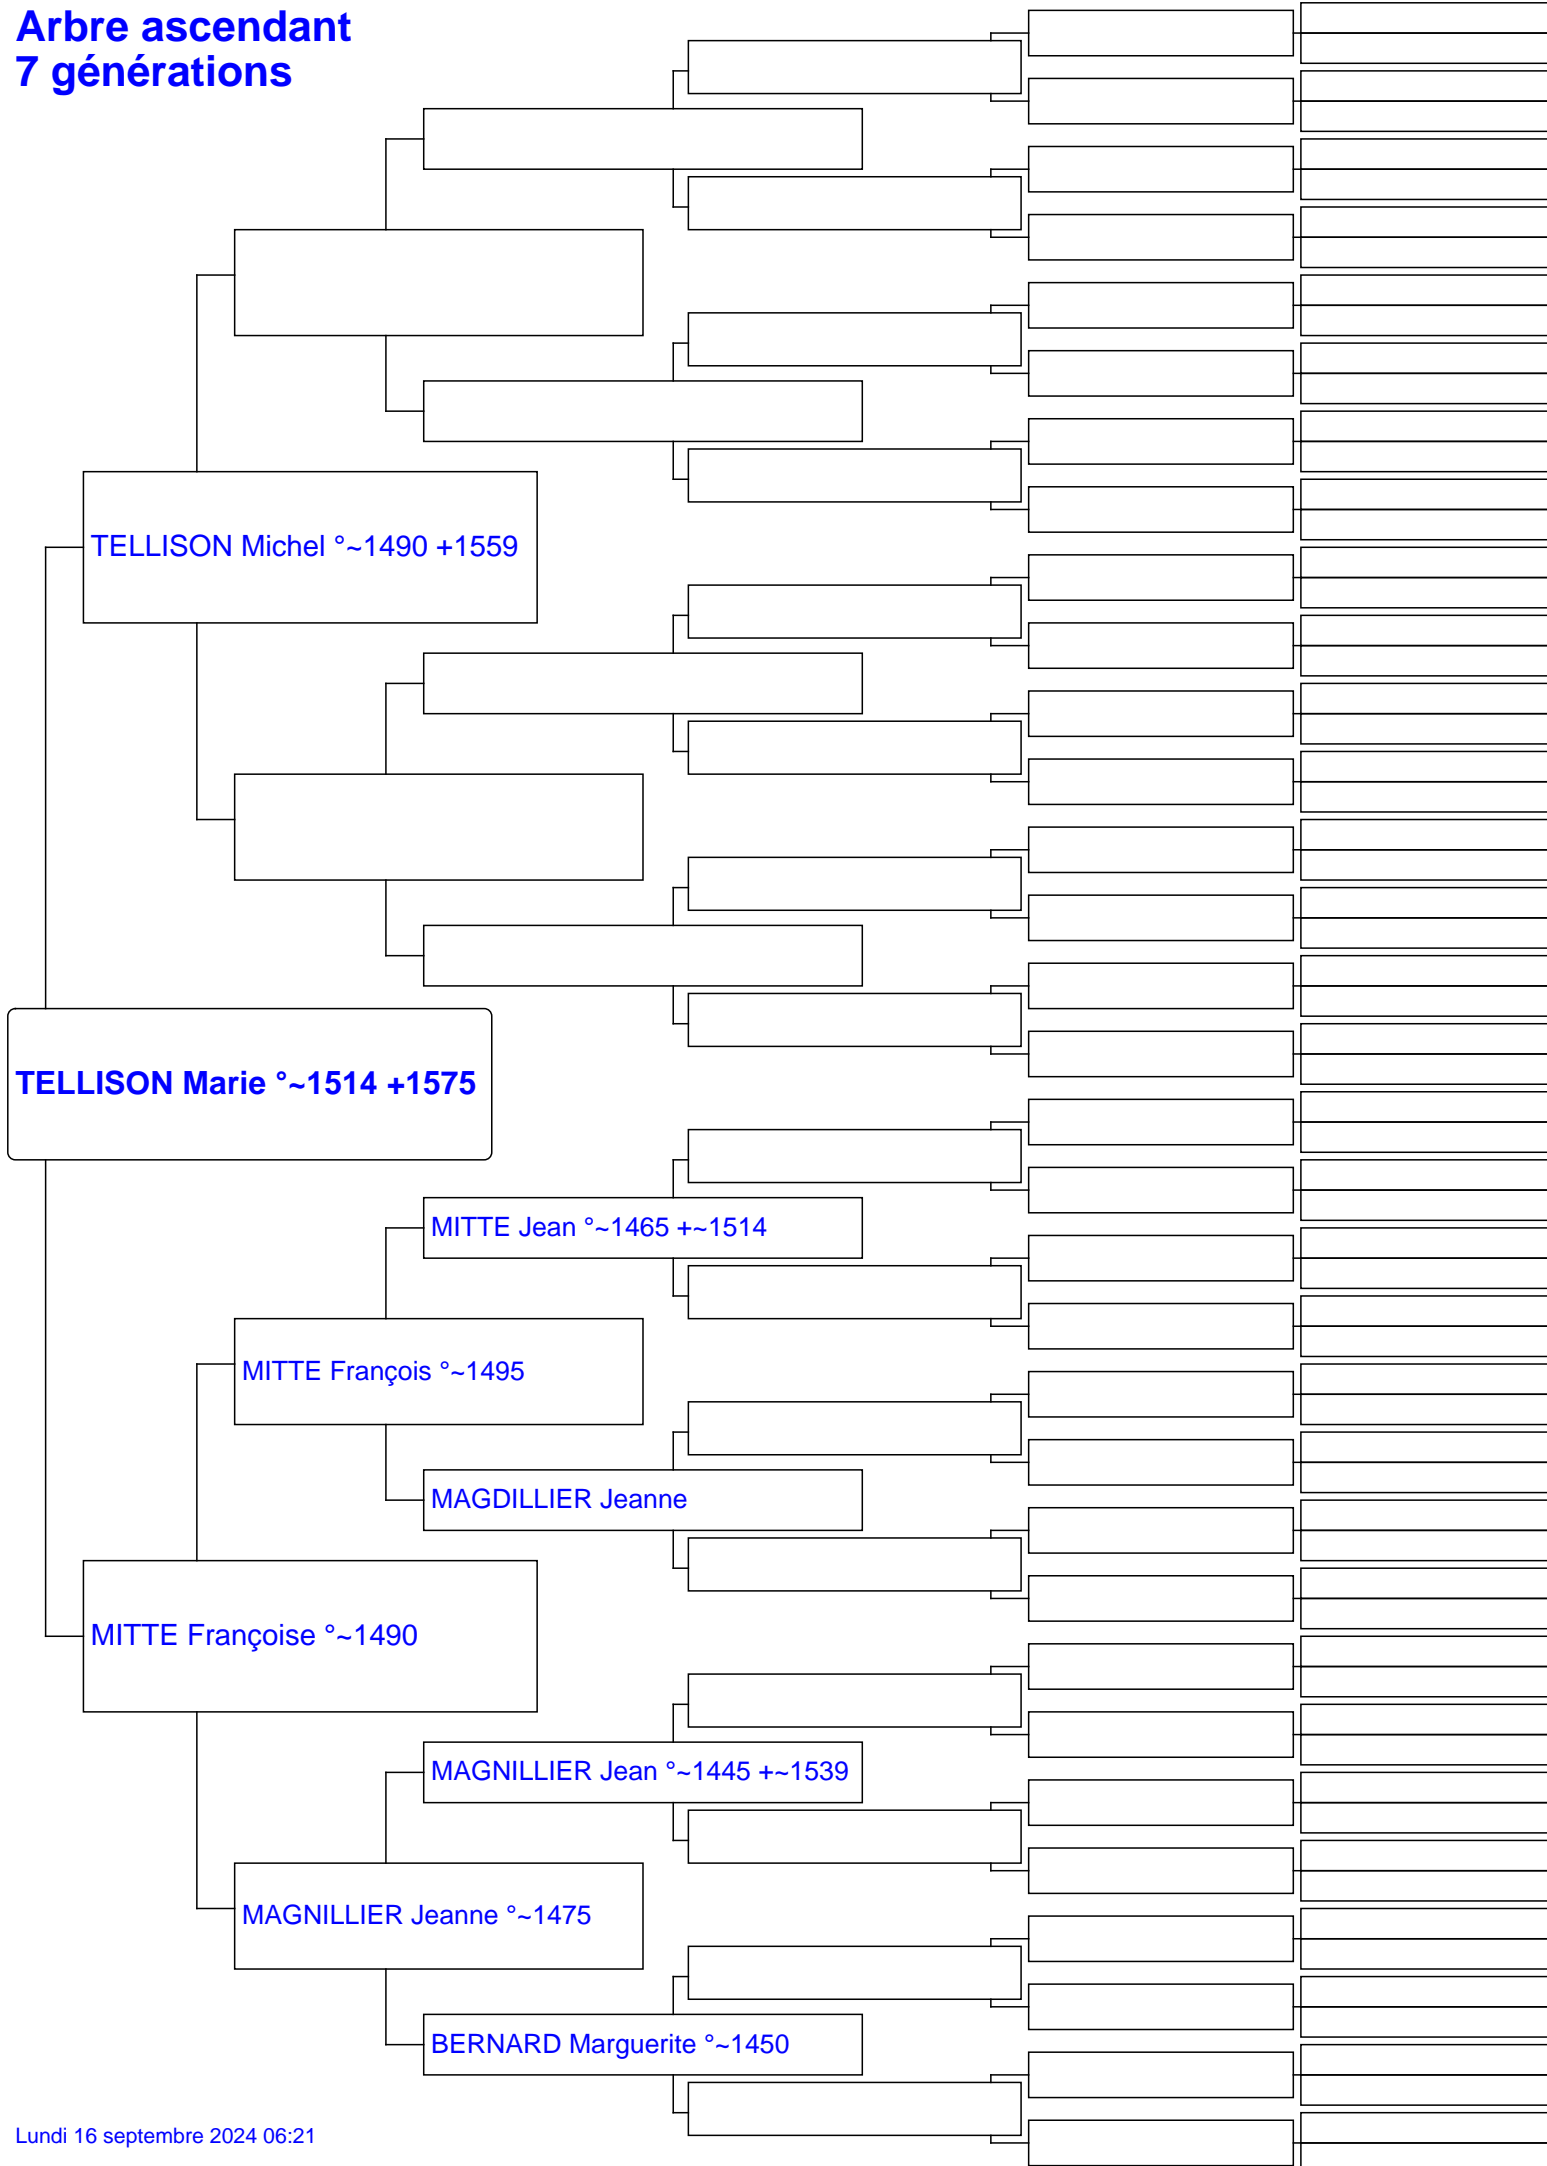 Arbre ascendant
7 générations
TELLISON Michel °~1490 +1559
TELLISON Marie °~1514 +1575
MITTE Jean °~1465 +~1514
MITTE François °~1495
MAGDILLIER Jeanne
MITTE Françoise °~1490
MAGNILLIER Jean °~1445 +~1539
MAGNILLIER Jeanne °~1475
BERNARD Marguerite °~1450
Lundi 16 septembre 2024 06:21